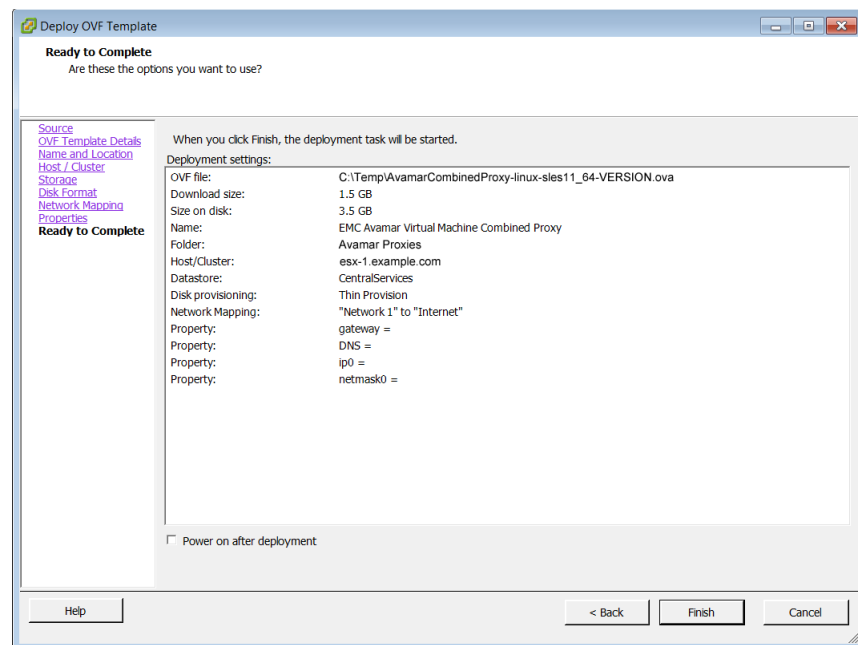 Deploy OVF Template
Ready to Complete
Are these the options you want to use?
Source
OVF Template Details
Name and Location
Host / Cluster
Storage
Disk Format
Network Mapping
Properties
Ready to Complete
When you click Finish, the deployment task will be started.
Deployment settings:
OVF file: C:\Temp\AvamarCombinedProxy-linux-sles11_64-VERSION.ova
Download size: 1.5 GB
Size on disk: 3.5 GB
Name: EMC Avamar Virtual Machine Combined Proxy
Folder: Avamar Proxies
Host/Cluster: esx-1.example.com
Datastore: CentralServices
Disk provisioning: Thin Provision
Network Mapping: "Network 1" to "Internet"
Property: gateway =
Property: DNS =
Property: ip0 =
Property: netmask0 =
Power on after deployment
Help < Back Finish Cancel